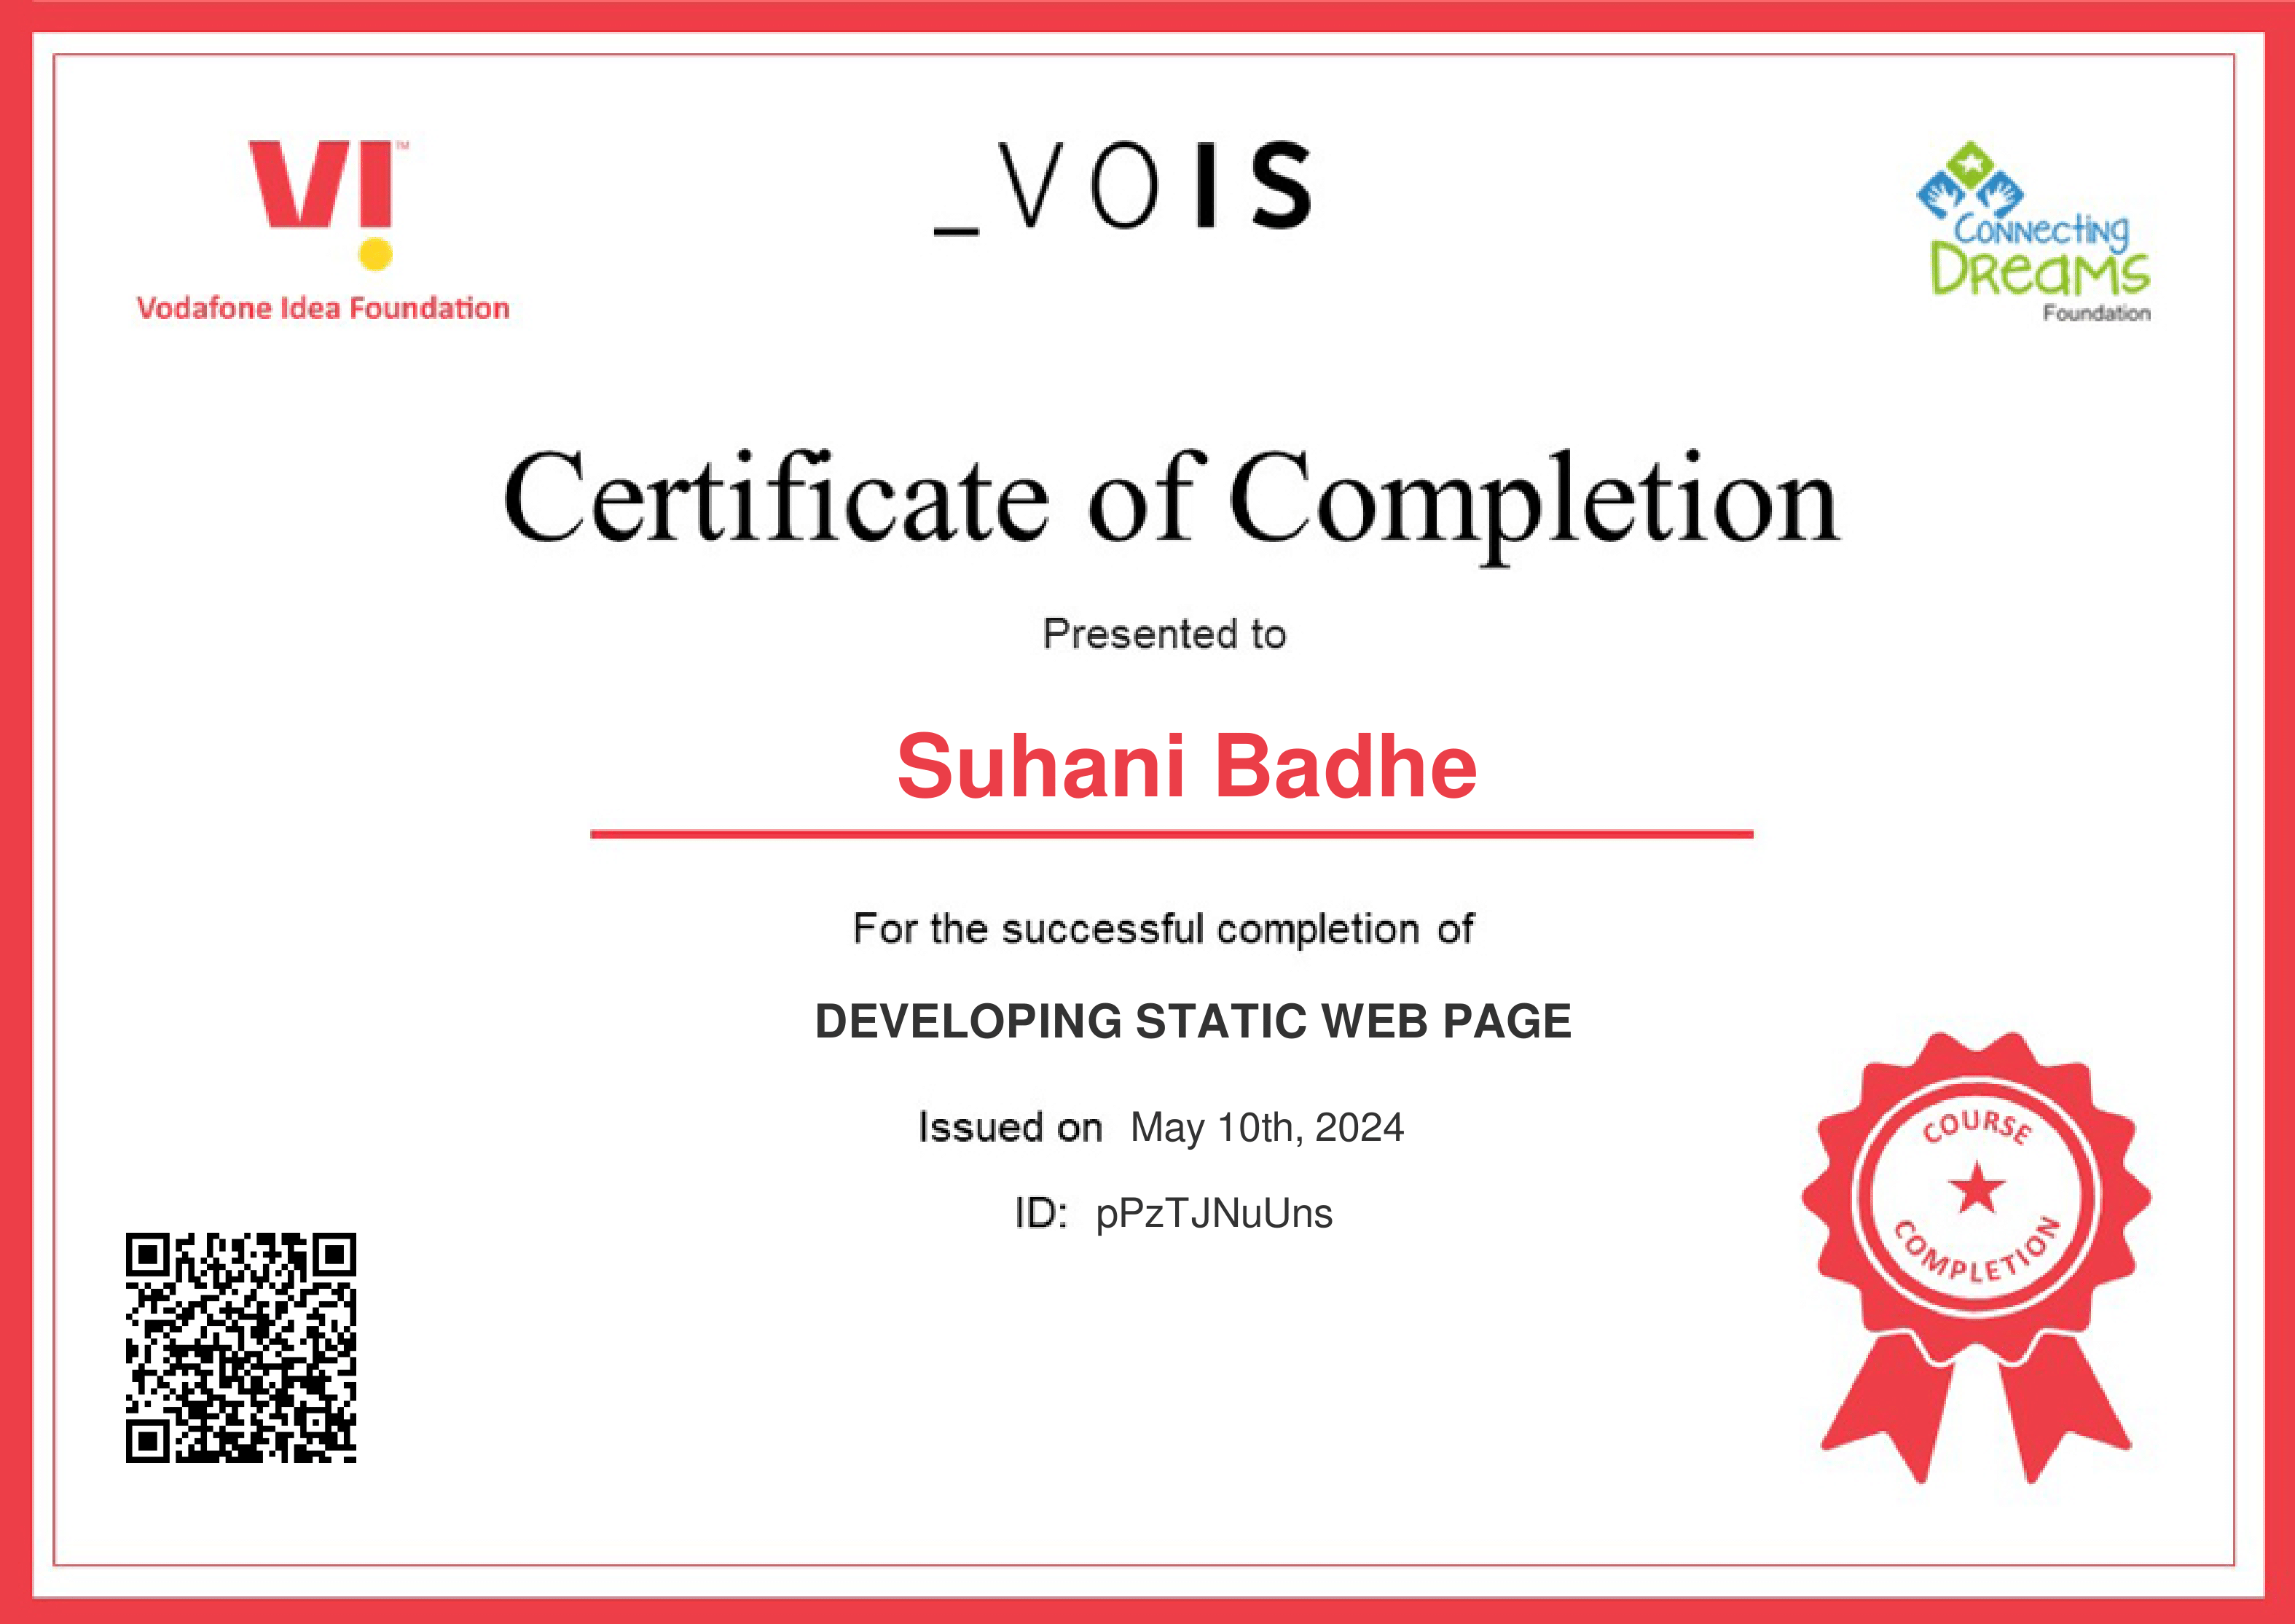 VI™
Vodafone Idea Foundation
_VOIS
Connecting
Dreams
Foundation
Certificate of Completion
Presented to
Suhani Badhe
For the successful completion of
DEVELOPING STATIC WEB PAGE
Issued on May 10th, 2024
ID: pPzTJNuUns
COURSE
COMPLETION